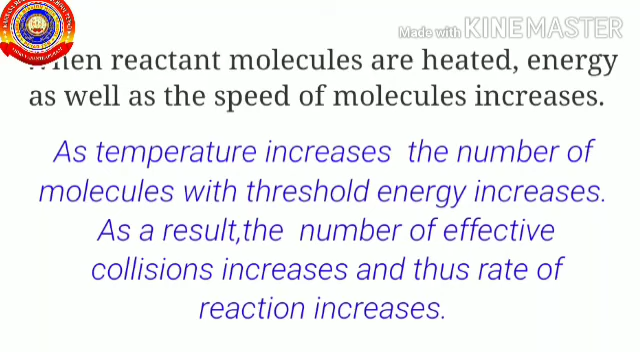 Made with KINEMASTER
When reactant molecules are heated, energy
as well as the speed of molecules increases.
As temperature increases the number of
molecules with threshold energy increases.
As a result,the number of effective
collisions increases and thus rate of
reaction increases.